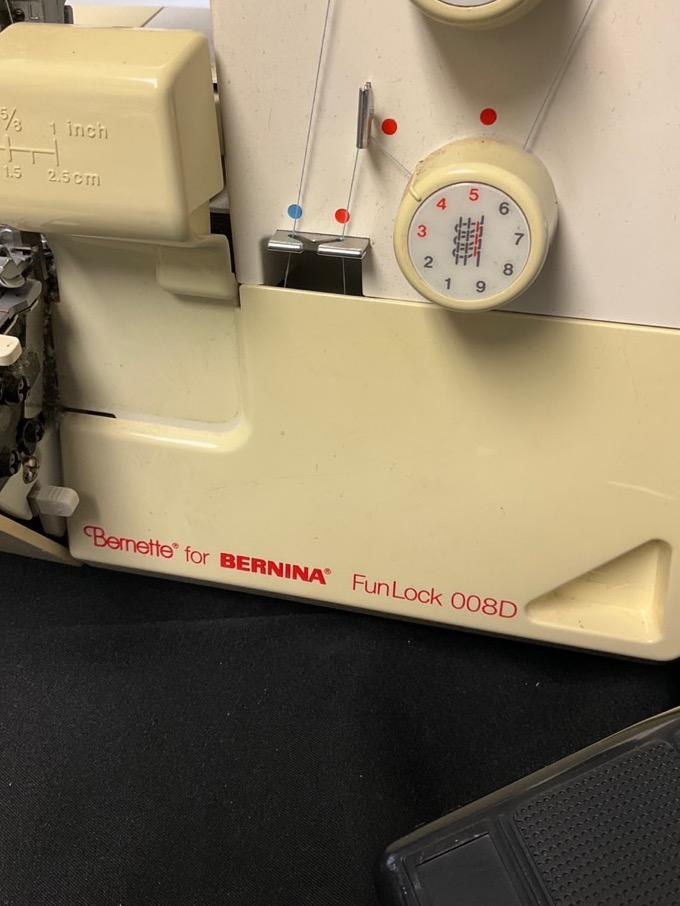 5/8 1 inch
1.5 2.5cm
1 2 3 4 5 6 7 8 9
Bernette® for BERNINA® FunLock 008D